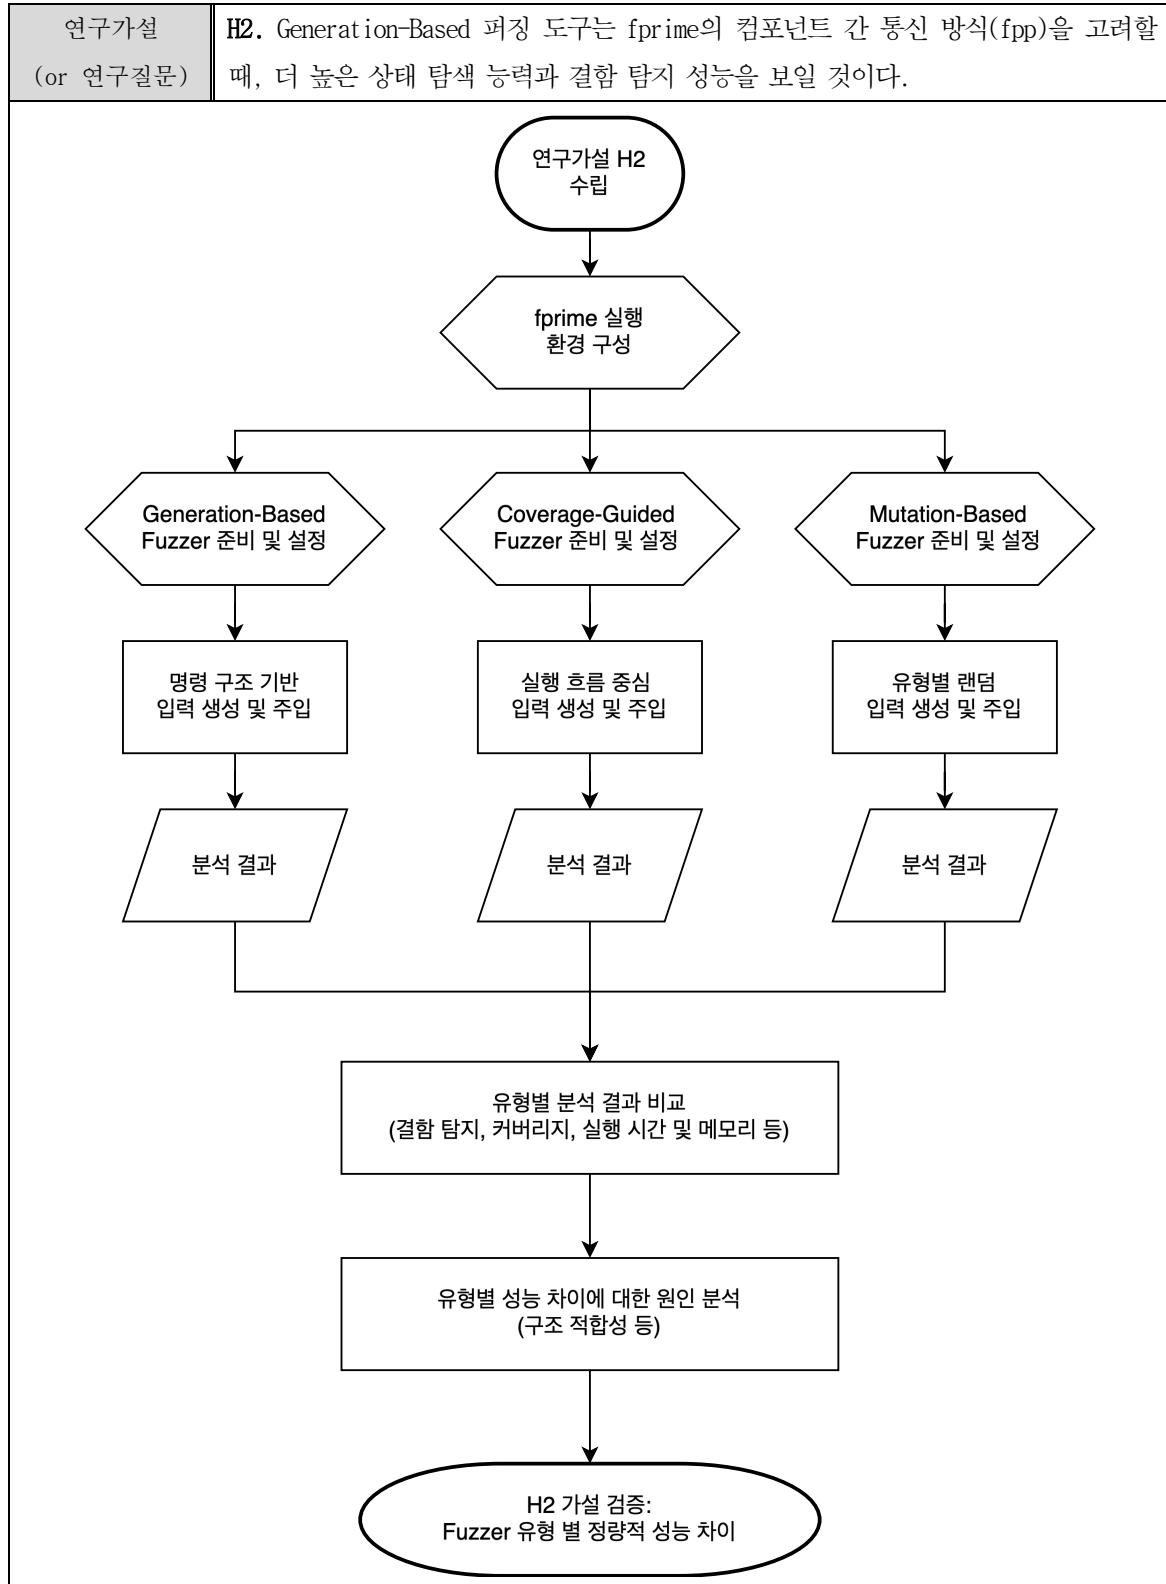 연구가설
(or 연구질문)
H2. Generation-Based 퍼징 도구는 fprime의 컴포넌트 간 통신 방식(fpp)을 고려할
때, 더 높은 상태 탐색 능력과 결함 탐지 성능을 보일 것이다.
연구가설 H2
수립
fprime 실행
환경 구성
Generation-Based
Fuzzer 준비 및 설정
Coverage-Guided
Fuzzer 준비 및 설정
Mutation-Based
Fuzzer 준비 및 설정
명령 구조 기반
입력 생성 및 주입
실행 흐름 중심
입력 생성 및 주입
유형별 랜덤
입력 생성 및 주입
분석 결과
분석 결과
분석 결과
유형별 분석 결과 비교
(결함 탐지, 커버리지, 실행 시간 및 메모리 등)
유형별 성능 차이에 대한 원인 분석
(구조 적합성 등)
H2 가설 검증:
Fuzzer 유형 별 정량적 성능 차이